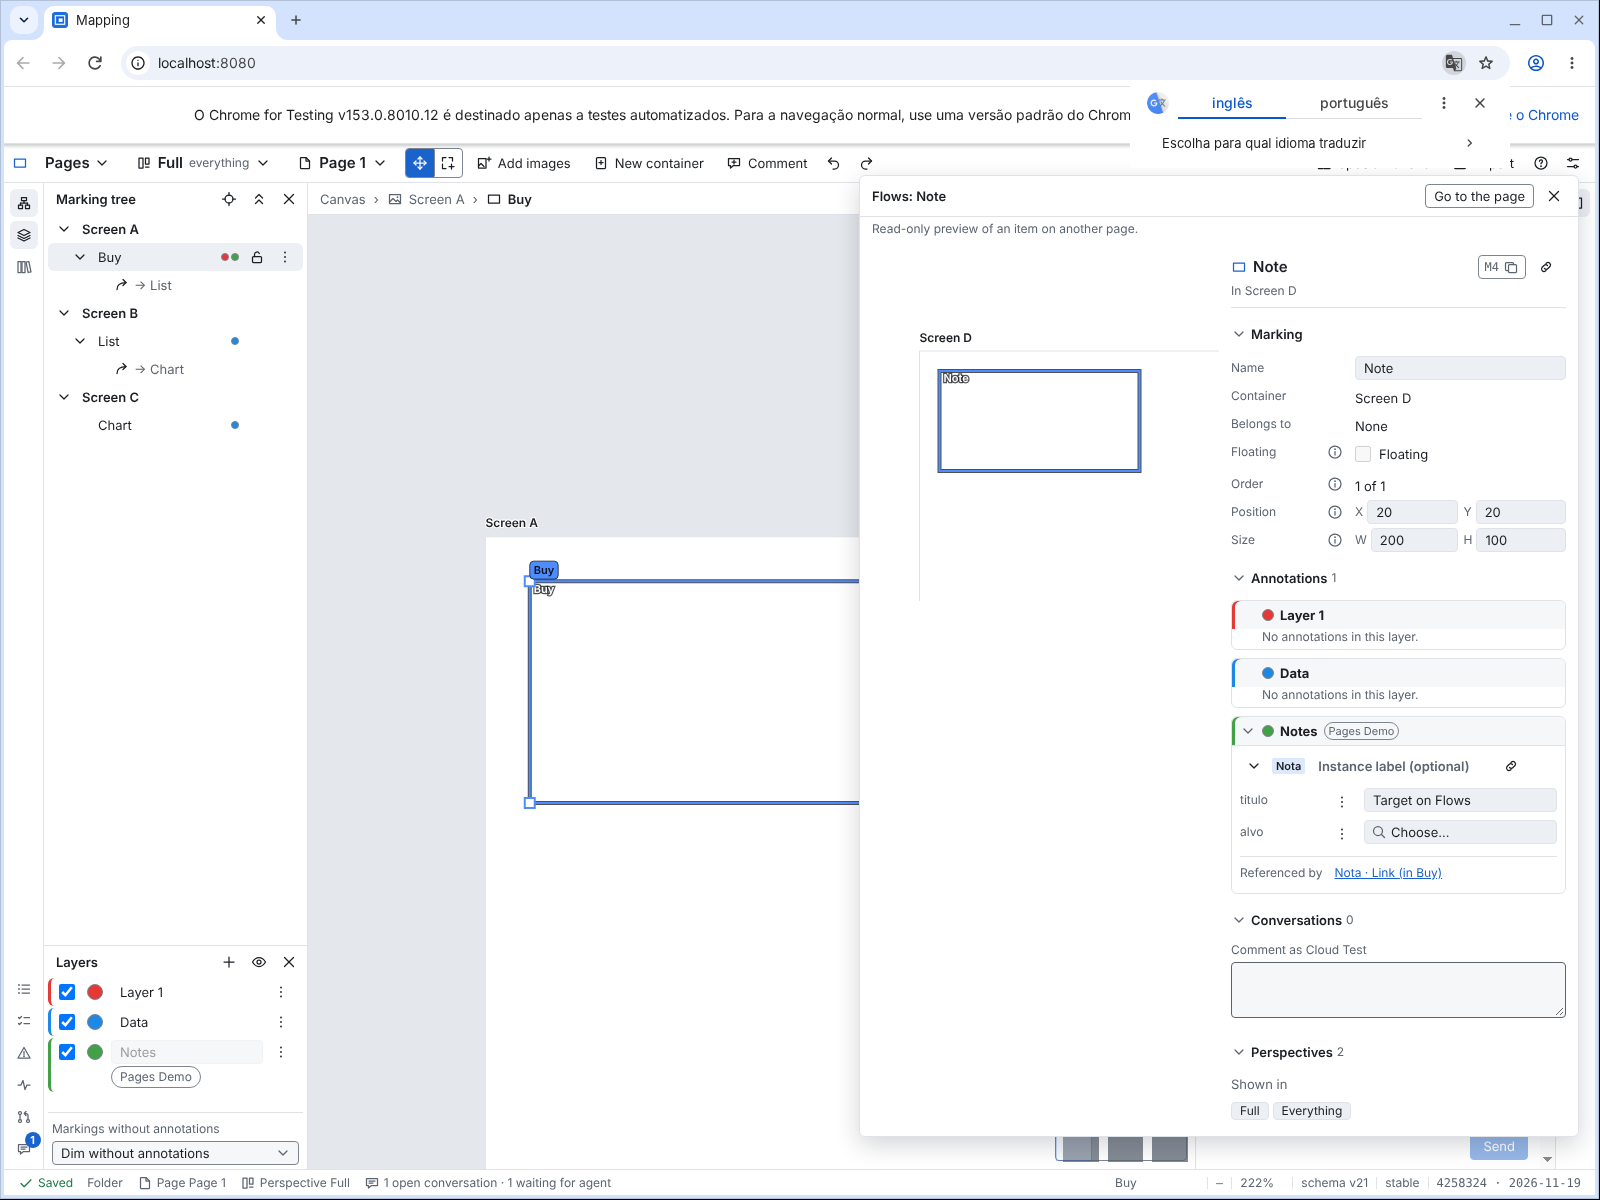 Mapping
localhost:8080
O Chrome for Testing v153.0.8010.12 é destinado apenas a testes automatizados. Para a navegação normal, use uma versão padrão do Chrom
e o Chrome
inglês
português
Escolha para qual idioma traduzir
Pages
Full everything
Page 1
Add images
New container
Comment
Marking tree
Screen A
Buy
→ List
Screen B
List
→ Chart
Screen C
Chart
Canvas › Screen A › Buy
Screen A
Buy
Buy
Flows: Note
Go to the page
Read-only preview of an item on another page.
Screen D
Note
Note
M4
In Screen D
Marking
Name Note
Container Screen D
Belongs to None
Floating Floating
Order 1 of 1
Position X 20 Y 20
Size W 200 H 100
Annotations 1
Layer 1
No annotations in this layer.
Data
No annotations in this layer.
Notes Pages Demo
Nota Instance label (optional)
titulo Target on Flows
alvo Choose...
Referenced by Nota · Link (in Buy)
Conversations 0
Comment as Cloud Test
Perspectives 2
Shown in
Full Everything
Send
Layers
Layer 1
Data
Notes
Pages Demo
Markings without annotations
Dim without annotations
1
Saved
Folder
Page Page 1
Perspective Full
1 open conversation · 1 waiting for agent
Buy
– 222%
schema v21
stable
4258324 · 2026-11-19